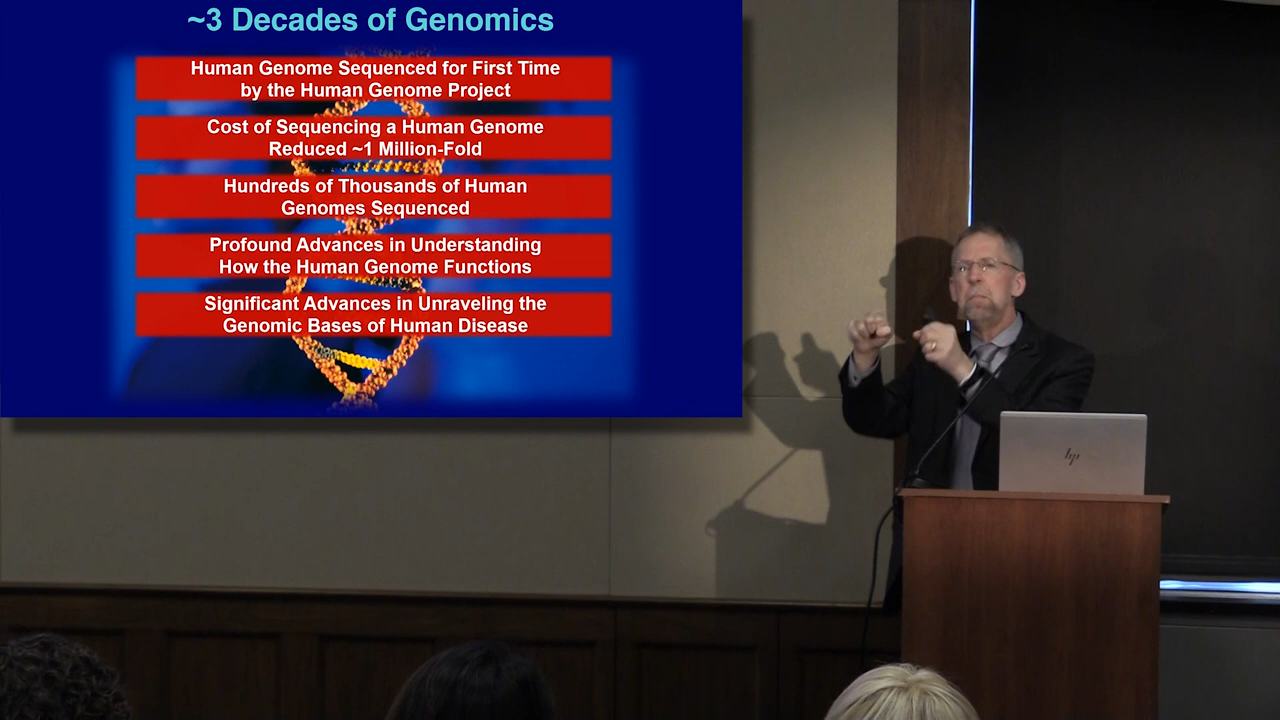 ~3 Decades of Genomics
Human Genome Sequenced for First Time
by the Human Genome Project
Cost of Sequencing a Human Genome
Reduced ~1 Million-Fold
Hundreds of Thousands of Human
Genomes Sequenced
Profound Advances in Understanding
How the Human Genome Functions
Significant Advances in Unraveling the
Genomic Bases of Human Disease
hp